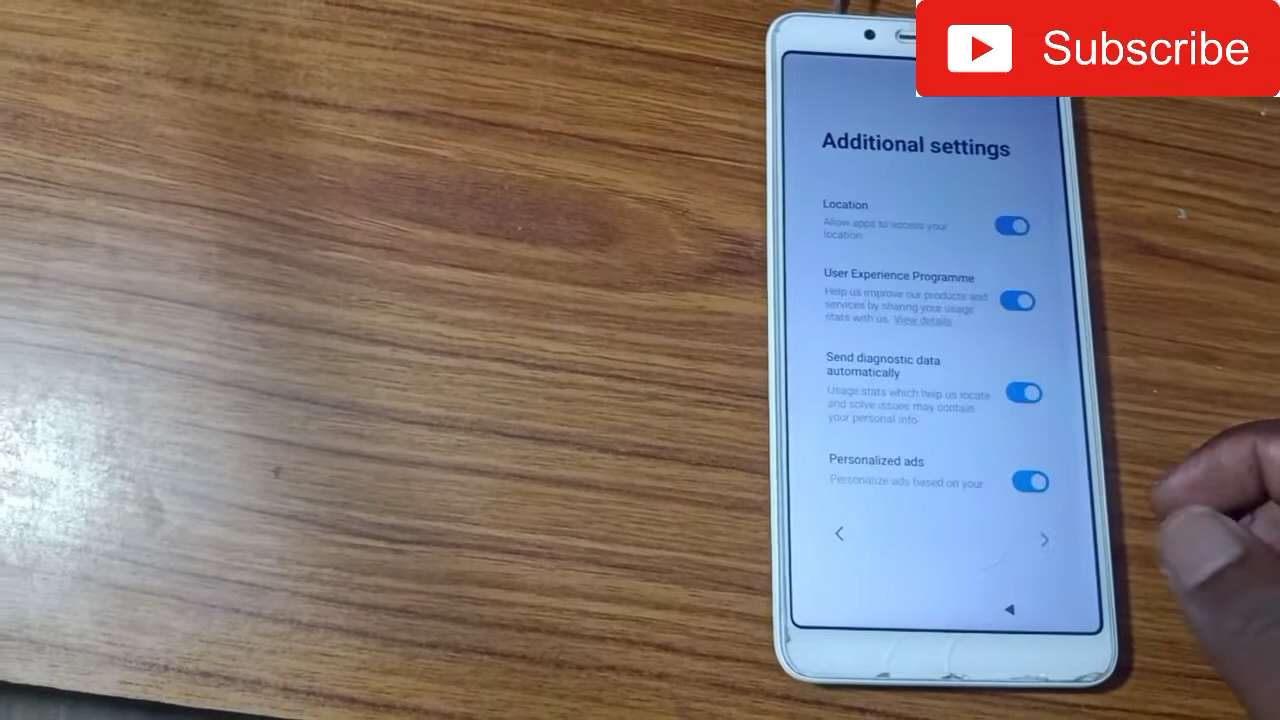 Subscribe
Additional settings
Location
Allow apps to access your
location
User Experience Programme
Help us improve our products and
services by sharing your usage
stats with us. View details
Send diagnostic data
automatically
Usage stats which help us locate
and solve issues may contain
your personal info
Personalized ads
Personalize ads based on your